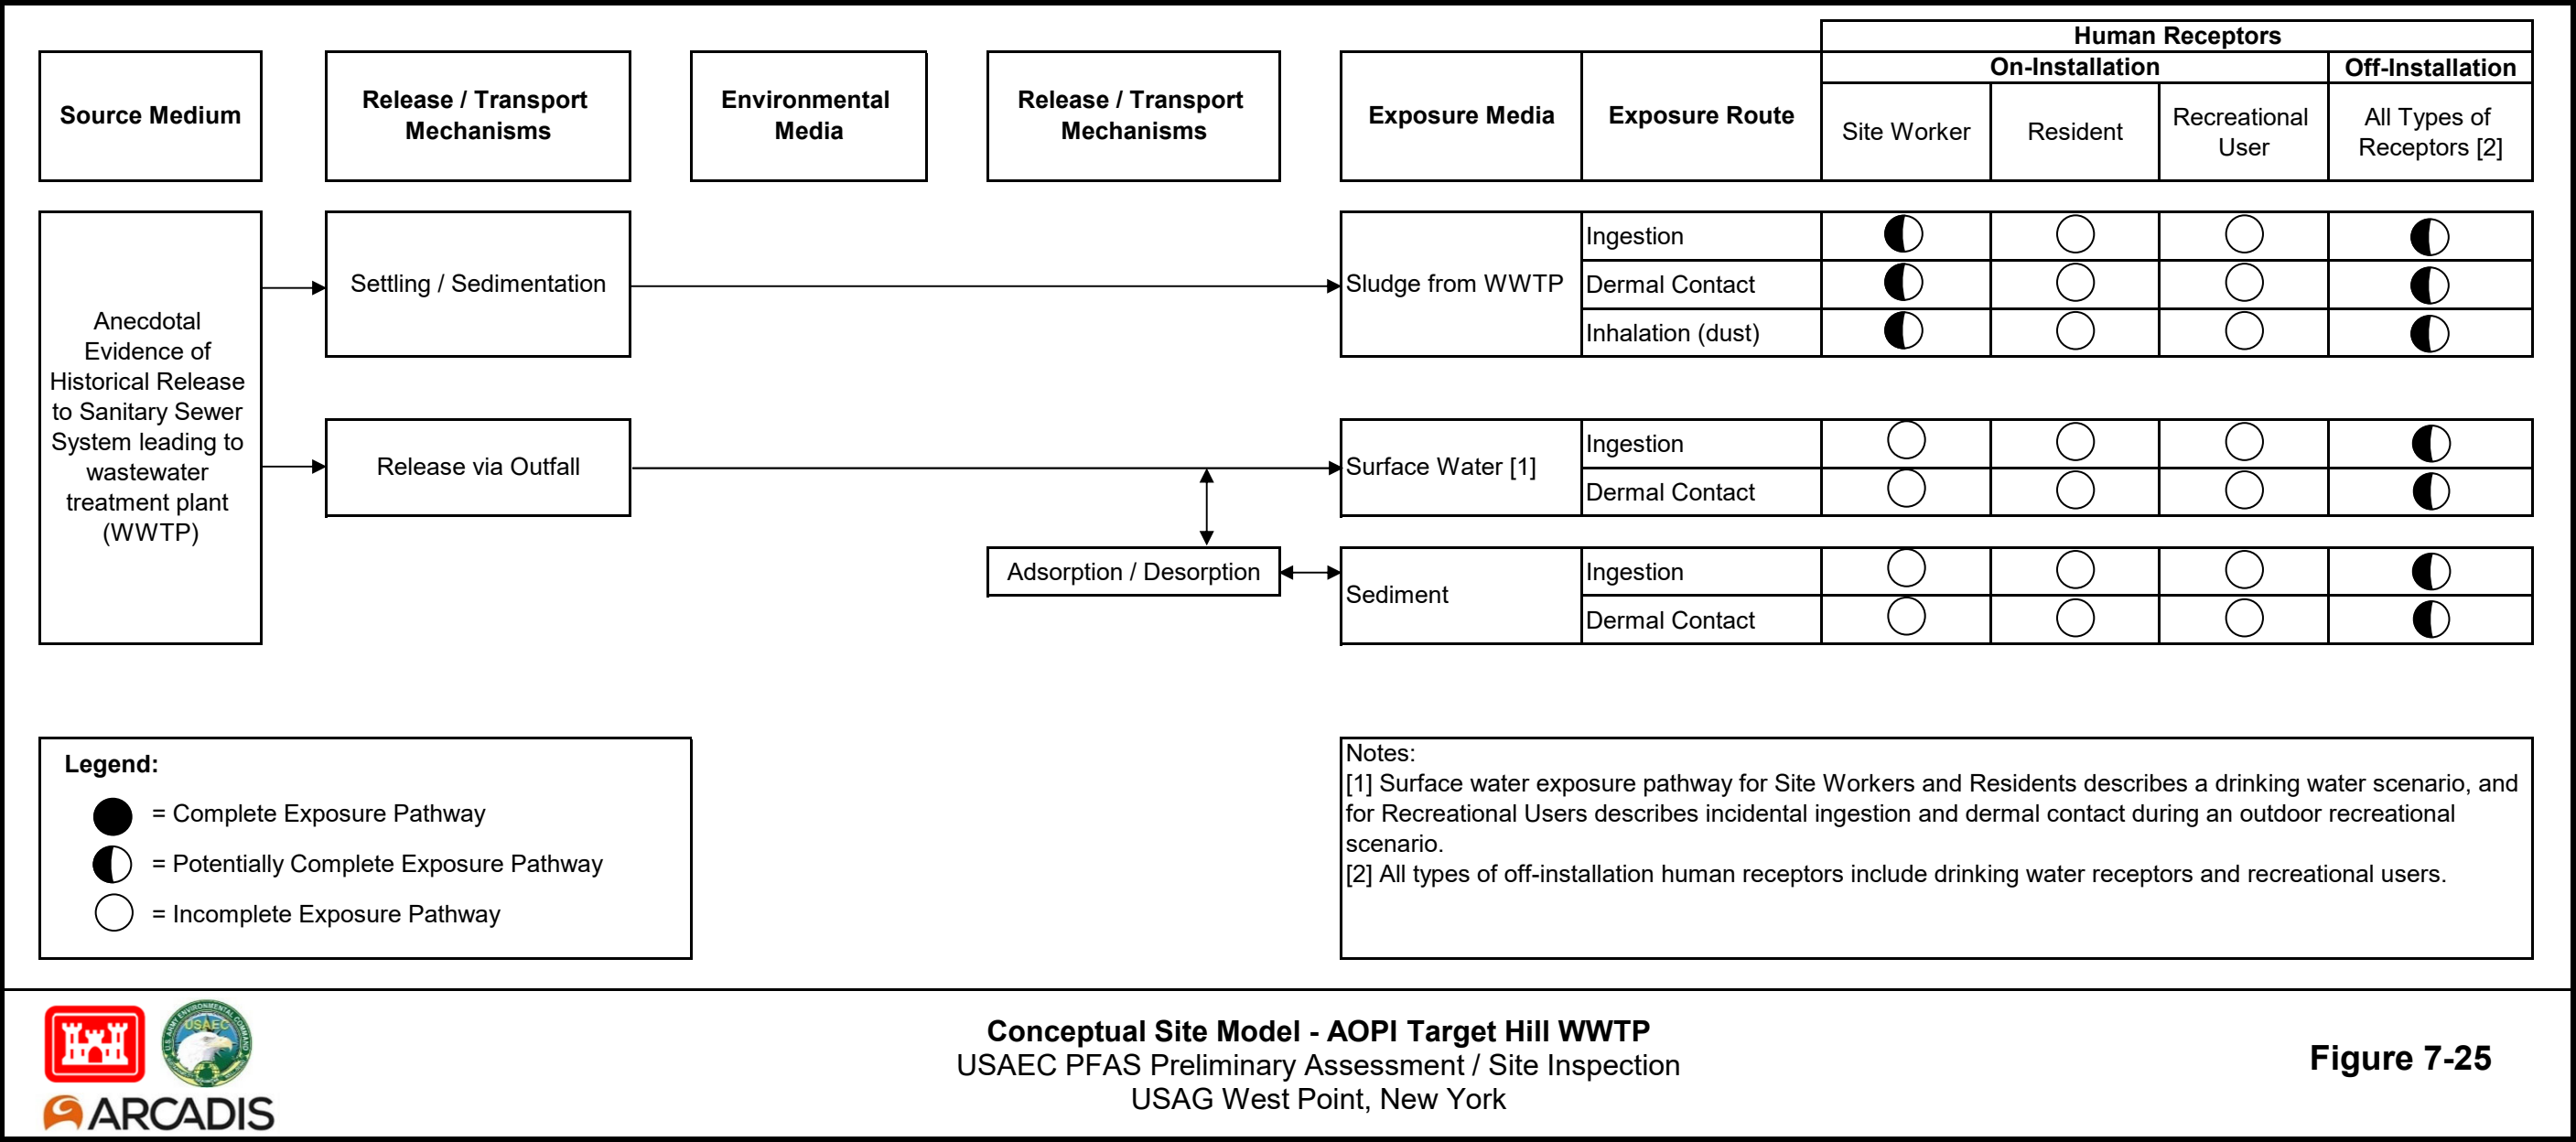 Human Receptors
On-Installation
Off-Installation
Source Medium
Release / Transport
Mechanisms
Environmental
Media
Release / Transport
Mechanisms
Exposure Media
Exposure Route
Site Worker
Resident
Recreational
User
All Types of
Receptors [2]
Anecdotal
Evidence of
Historical Release
to Sanitary Sewer
System leading to
wastewater
treatment plant
(WWTP)
Settling / Sedimentation
Sludge from WWTP
Ingestion
Dermal Contact
Inhalation (dust)
Release via Outfall
Surface Water [1]
Ingestion
Dermal Contact
Adsorption / Desorption
Sediment
Ingestion
Dermal Contact
Legend:
= Complete Exposure Pathway
= Potentially Complete Exposure Pathway
= Incomplete Exposure Pathway
Notes:
[1] Surface water exposure pathway for Site Workers and Residents describes a drinking water scenario, and
for Recreational Users describes incidental ingestion and dermal contact during an outdoor recreational
scenario.
[2] All types of off-installation human receptors include drinking water receptors and recreational users.
U.S. ARMY ENVIRONMENTAL COMMAND
USAEC
ARCADIS
Conceptual Site Model - AOPI Target Hill WWTP
USAEC PFAS Preliminary Assessment / Site Inspection
USAG West Point, New York
Figure 7-25